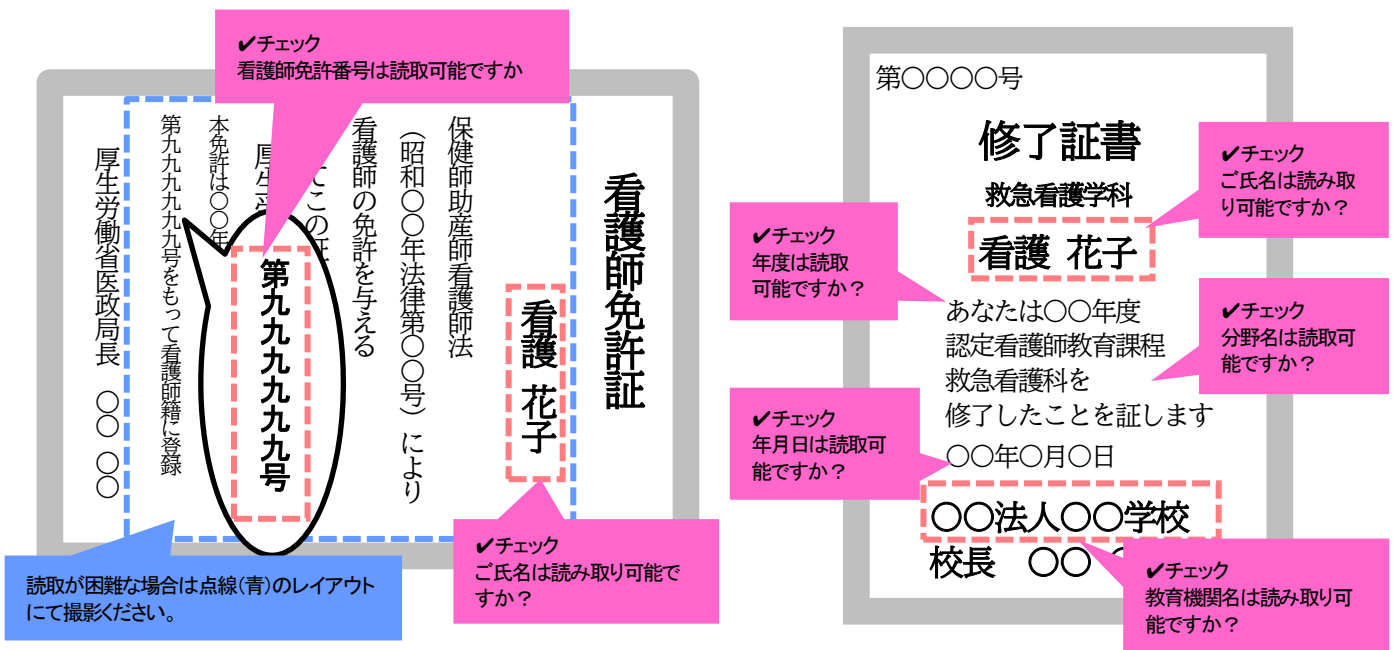 ✔チェック
看護師免許番号は読取可能ですか
看護師免許証
看護 花子
保健師助産師看護師法
(昭和〇〇年法律第〇〇号)により
看護師の免許を与える
てこの
厚生
本免許は〇〇年
第九九九九九九九号をもって看護師籍に登録
厚生労働省医政局長 〇〇 〇〇
第九九九九九九九号
✔チェック
ご氏名は読み取り可能で
すか？
読取が困難な場合は点線(青)のレイアウト
にて撮影ください。
第〇〇〇〇号
修了証書
救急看護学科
看護 花子
あなたは〇〇年度
認定看護師教育課程
救急看護科を
修了したことを証します
〇〇年〇月〇日
〇〇法人〇〇学校
校長 〇〇
✔チェック
ご氏名は読み取
り可能ですか？
✔チェック
年度は読取
可能ですか？
✔チェック
分野名は読取可
能ですか？
✔チェック
年月日は読取可
能ですか？
✔チェック
教育機関名は読み取り可
能ですか？